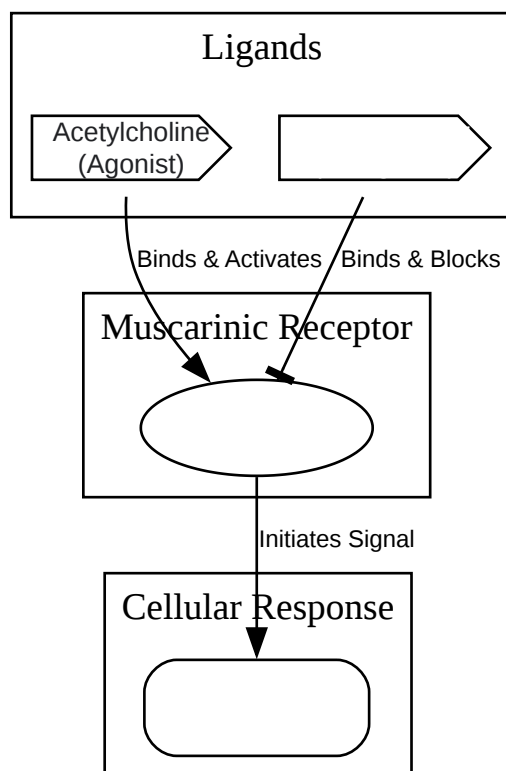 Ligands
Acetylcholine
(Agonist)
Binds & Activates
Binds & Blocks
Muscarinic Receptor
Initiates Signal
Cellular Response